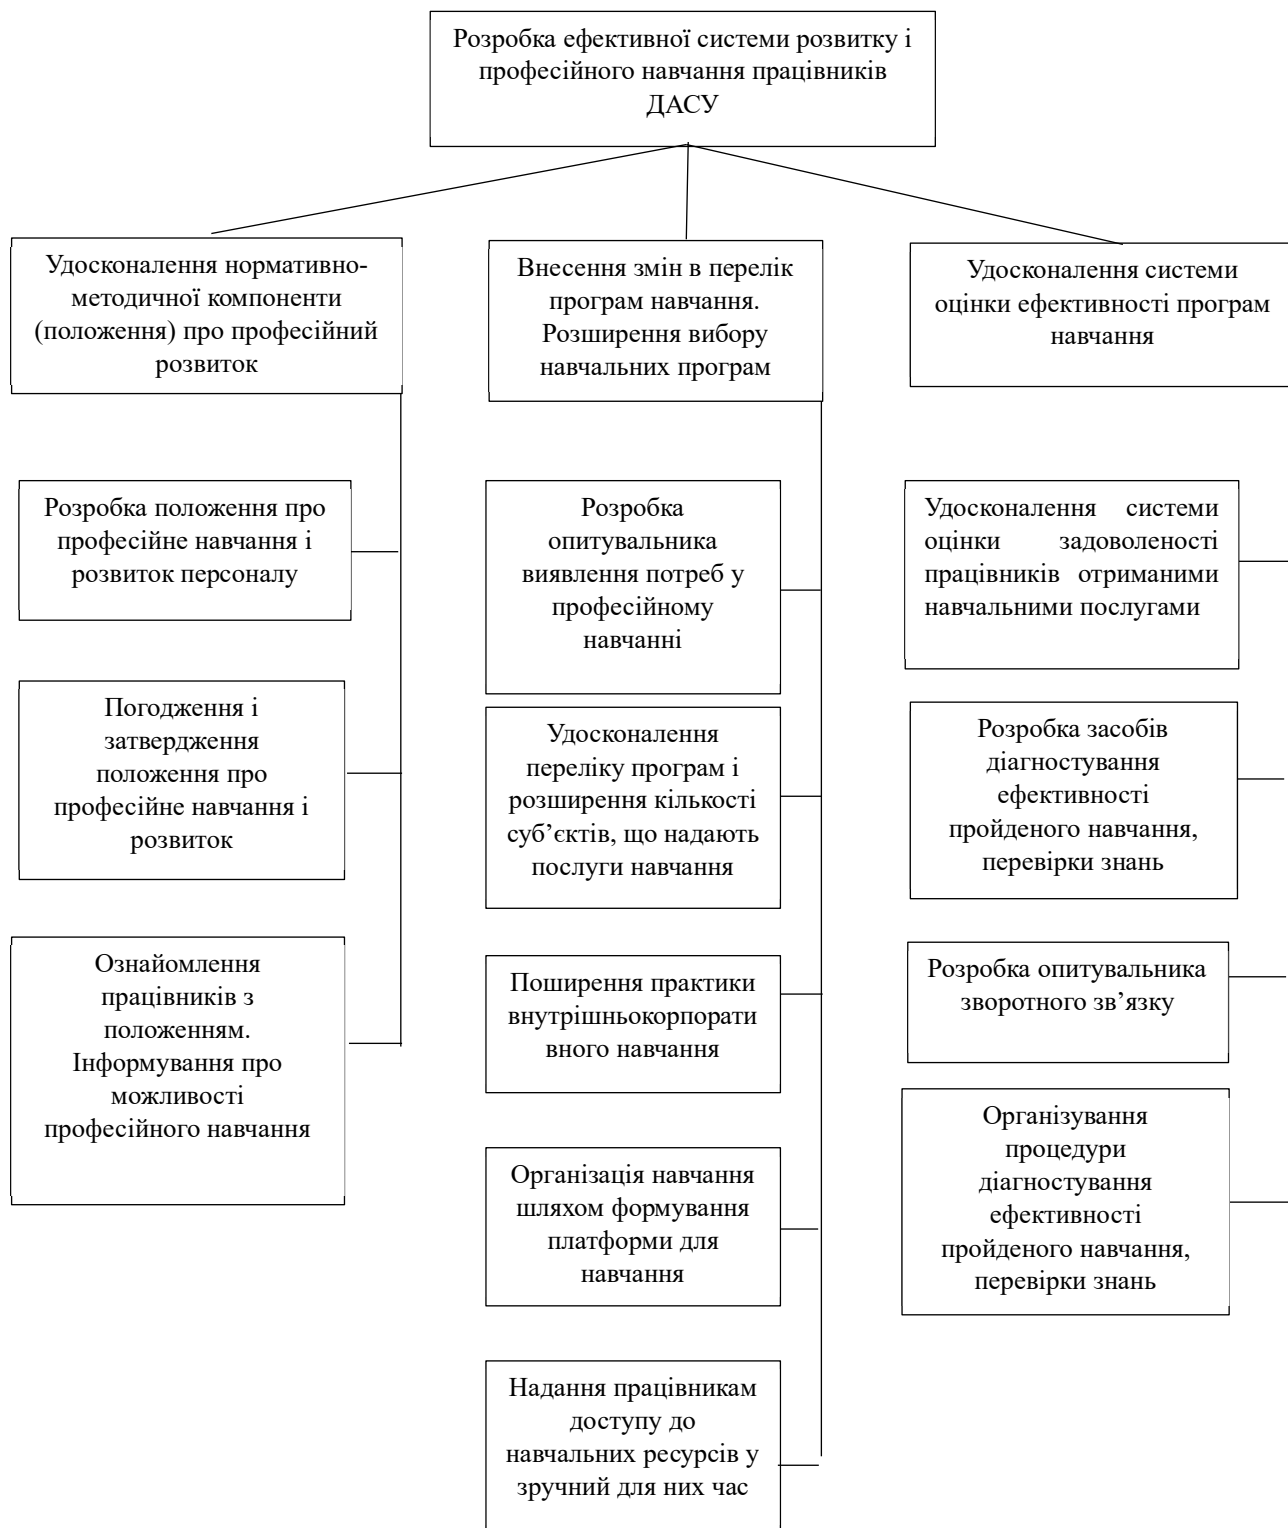 Розробка ефективної системи розвитку і
професійного навчання працівників
ДАСУ
Удосконалення нормативно-
методичної компоненти
(положення) про професійний
розвиток
Внесення змін в перелік
програм навчання.
Розширення вибору
навчальних програм
Удосконалення системи
оцінки ефективності програм
навчання
Розробка положення про
професійне навчання і
розвиток персоналу
Погодження і
затвердження
положення про
професійне навчання і
розвиток
Ознайомлення
працівників з
положенням.
Інформування про
можливості
професійного навчання
Розробка
опитувальника
виявлення потреб у
професійному
навчанні
Удосконалення
переліку програм і
розширення кількості
суб’єктів, що надають
послуги навчання
Поширення практики
внутрішньокорпорати
вного навчання
Організація навчання
шляхом формування
платформи для
навчання
Надання працівникам
доступу до
навчальних ресурсів у
зручний для них час
Удосконалення системи
оцінки задоволеності
працівників отриманими
навчальними послугами
Розробка засобів
діагностування
ефективності
пройденого навчання,
перевірки знань
Розробка опитувальника
зворотного зв’язку
Організування
процедури
діагностування
ефективності
пройденого навчання,
перевірки знань